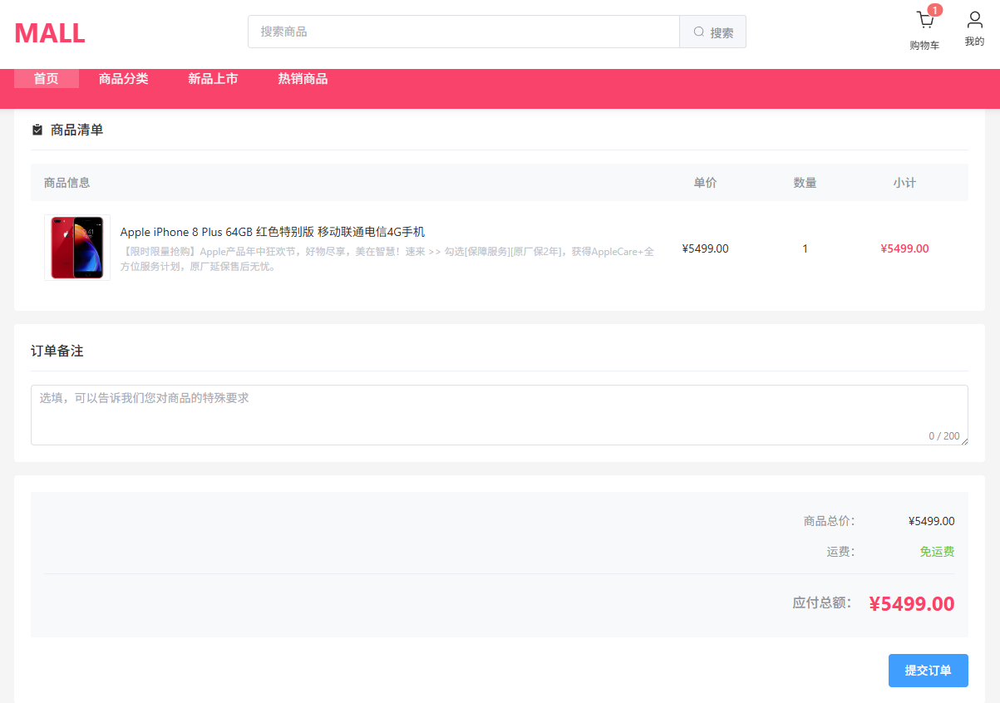 MALL
搜索商品
搜索
1
购物车
我的
首页
商品分类
新品上市
热销商品
商品清单
商品信息
单价
数量
小计
Apple iPhone 8 Plus 64GB 红色特别版 移动联通电信4G手机
【限时限量抢购】Apple产品年中狂欢节，好物尽享，美在智慧！速来 >> 勾选[保障服务][原厂保2年]，获得AppleCare+全
方位服务计划，原厂延保售后无忧。
¥5499.00
1
¥5499.00
订单备注
选填，可以告诉我们您对商品的特殊要求
0 / 200
商品总价：
¥5499.00
运费：
免运费
应付总额：
¥5499.00
提交订单